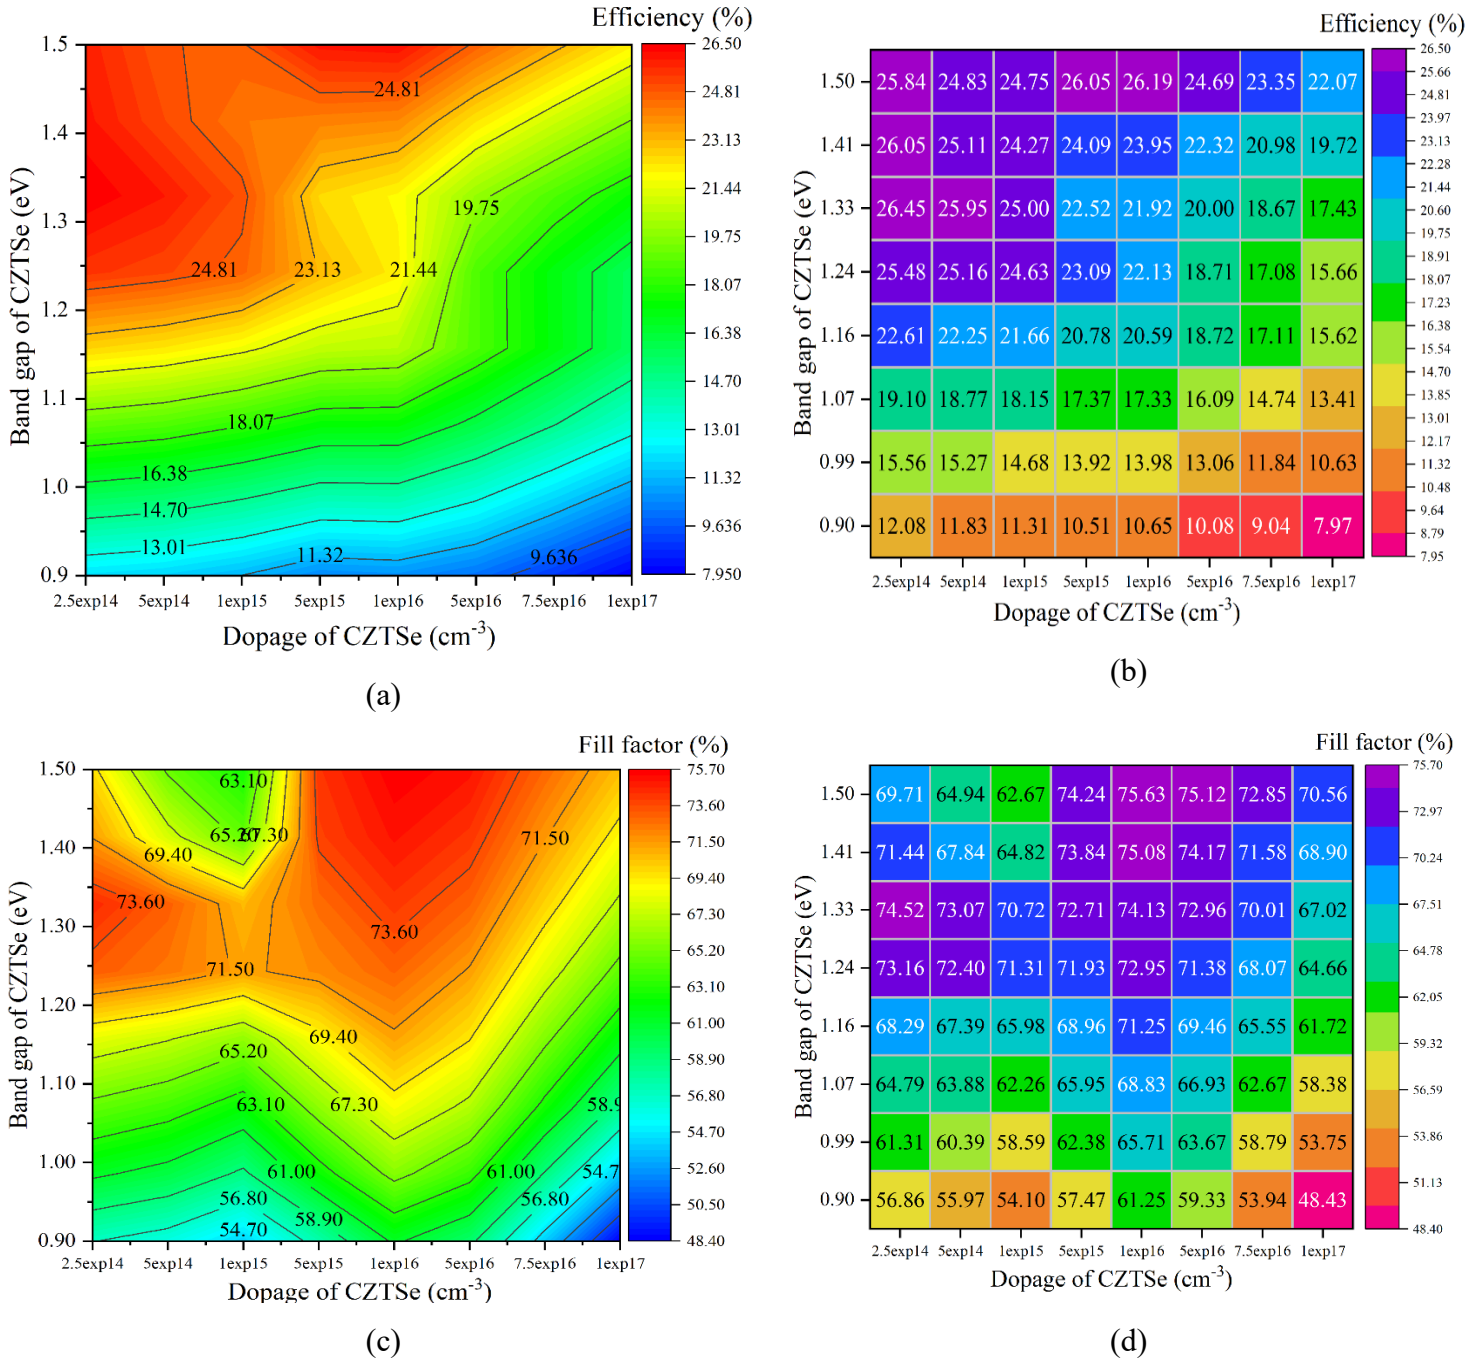 Efficiency (%)
1.5
1.4
1.3
1.2
1.1
1.0
0.9
Band gap of CZTSe (eV)
24.81
19.75
24.81
23.13
21.44
18.07
16.38
14.70
13.01
11.32
9.636
26.50
24.81
23.13
21.44
19.75
18.07
16.38
14.70
13.01
11.32
9.636
7.950
2.5exp14 5exp14 1exp15 5exp15 1exp16 5exp16 7.5exp16 1exp17
Dopage of CZTSe (cm-3)
(a)
Efficiency (%)
Band gap of CZTSe (eV)
1.50 25.84 24.83 24.75 26.05 26.19 24.69 23.35 22.07
1.41 26.05 25.11 24.27 24.09 23.95 22.32 20.98 19.72
1.33 26.45 25.95 25.00 22.52 21.92 20.00 18.67 17.43
1.24 25.48 25.16 24.63 23.09 22.13 18.71 17.08 15.66
1.16 22.61 22.25 21.66 20.78 20.59 18.72 17.11 15.62
1.07 19.10 18.77 18.15 17.37 17.33 16.09 14.74 13.41
0.99 15.56 15.27 14.68 13.92 13.98 13.06 11.84 10.63
0.90 12.08 11.83 11.31 10.51 10.65 10.08 9.04 7.97
2.5exp14 5exp14 1exp15 5exp15 1exp16 5exp16 7.5exp16 1exp17
Dopage of CZTSe (cm-3)
26.50
25.66
24.81
23.97
23.13
22.28
21.44
20.60
19.75
18.91
18.07
17.23
16.38
15.54
14.70
13.85
13.01
12.17
11.32
10.48
9.64
8.79
7.95
(b)
Fill factor (%)
1.50
1.40
1.30
1.20
1.10
1.00
0.90
Band gap of CZTSe (eV)
63.10
65.20
67.30
69.40
71.50
73.60
73.60
71.50
69.40
65.20
67.30
63.10
58.9
61.00
61.00
54.7
56.80
56.80
58.90
54.70
75.70
73.60
71.50
69.40
67.30
65.20
63.10
61.00
58.90
56.80
54.70
52.60
50.50
48.40
2.5exp14 5exp14 1exp15 5exp15 1exp16 5exp16 7.5exp16 1exp17
Dopage of CZTSe (cm-3)
(c)
Fill factor (%)
Band gap of CZTSe (eV)
1.50 69.71 64.94 62.67 74.24 75.63 75.12 72.85 70.56
1.41 71.44 67.84 64.82 73.84 75.08 74.17 71.58 68.90
1.33 74.52 73.07 70.72 72.71 74.13 72.96 70.01 67.02
1.24 73.16 72.40 71.31 71.93 72.95 71.38 68.07 64.66
1.16 68.29 67.39 65.98 68.96 71.25 69.46 65.55 61.72
1.07 64.79 63.88 62.26 65.95 68.83 66.93 62.67 58.38
0.99 61.31 60.39 58.59 62.38 65.71 63.67 58.79 53.75
0.90 56.86 55.97 54.10 57.47 61.25 59.33 53.94 48.43
2.5exp14 5exp14 1exp15 5exp15 1exp16 5exp16 7.5exp16 1exp17
Dopage of CZTSe (cm-3)
75.70
72.97
70.24
67.51
64.78
62.05
59.32
56.59
53.86
51.13
48.40
(d)